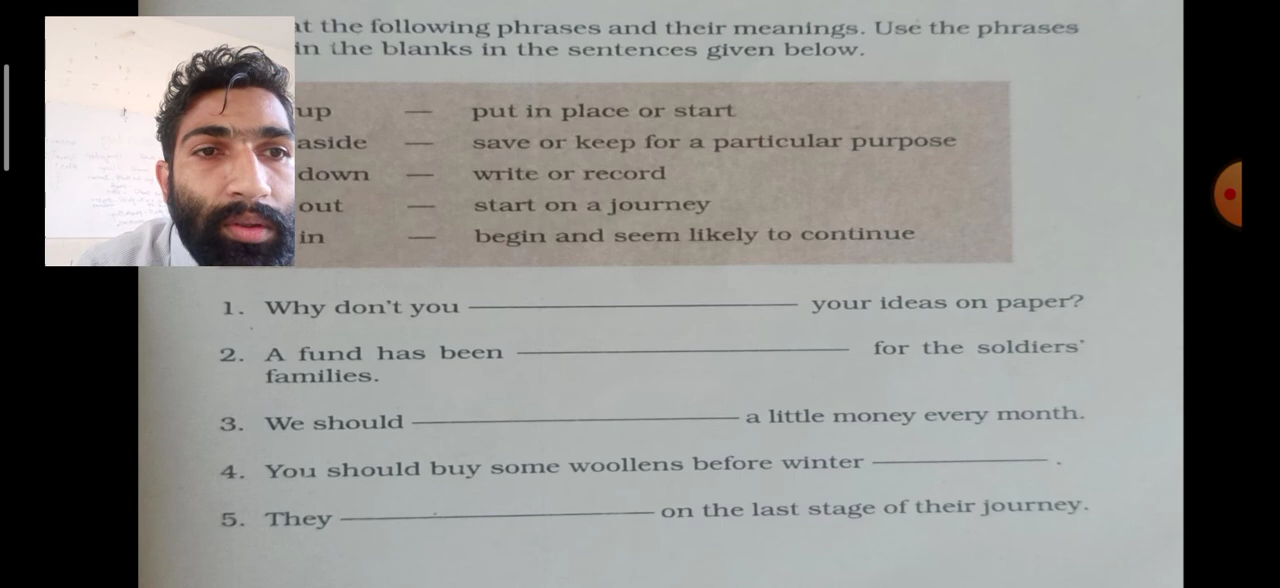 at the following phrases and their meanings. Use the phrases
in the blanks in the sentences given below.
up — put in place or start
aside — save or keep for a particular purpose
down — write or record
out — start on a journey
in — begin and seem likely to continue
1. Why don't you ——— your ideas on paper?
2. A fund has been ——— for the soldiers'
families.
3. We should ——— a little money every month.
4. You should buy some woollens before winter ——— .
5. They ——— on the last stage of their journey.